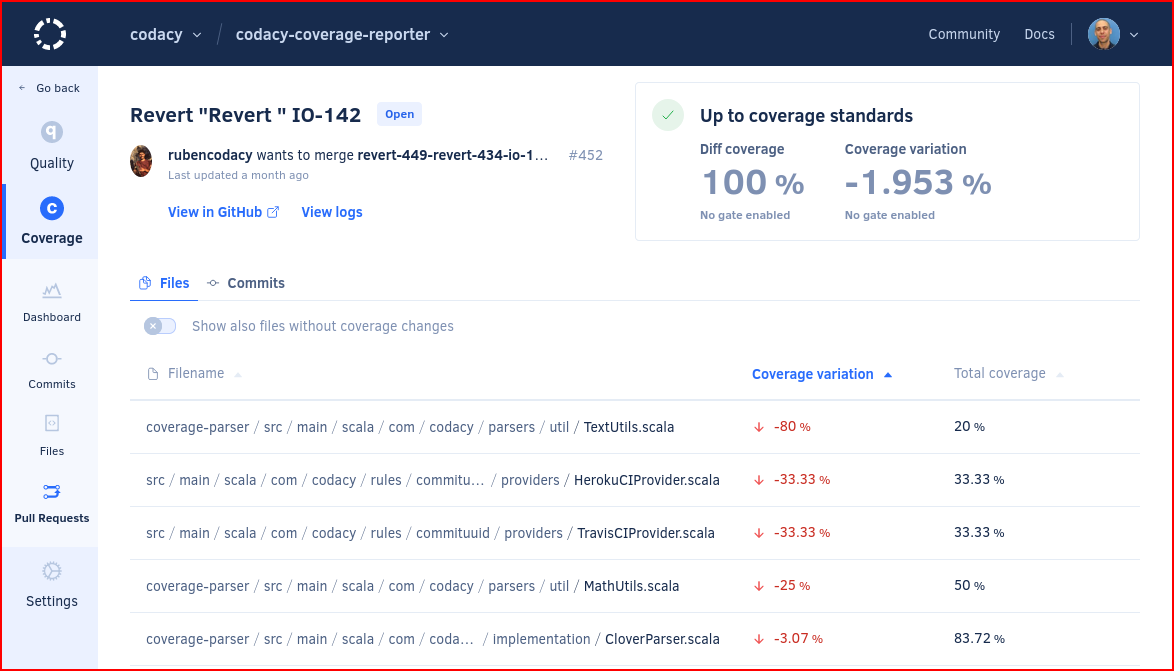 codacy / codacy-coverage-reporter Community Docs
Go back
Quality
Coverage
Dashboard
Commits
Files
Pull Requests
Settings
Revert "Revert " IO-142 Open
rubencodacy wants to merge revert-449-revert-434-io-1... #452
Last updated a month ago
View in GitHub View logs
Up to coverage standards
Diff coverage Coverage variation
100 % -1.953 %
No gate enabled No gate enabled
Files Commits
Show also files without coverage changes
Filename Coverage variation Total coverage
coverage-parser / src / main / scala / com / codacy / parsers / util / TextUtils.scala -80 % 20 %
src / main / scala / com / codacy / rules / commitu... / providers / HerokuCIProvider.scala -33.33 % 33.33 %
src / main / scala / com / codacy / rules / commituuid / providers / TravisCIProvider.scala -33.33 % 33.33 %
coverage-parser / src / main / scala / com / codacy / parsers / util / MathUtils.scala -25 % 50 %
coverage-parser / src / main / scala / com / coda... / implementation / CloverParser.scala -3.07 % 83.72 %